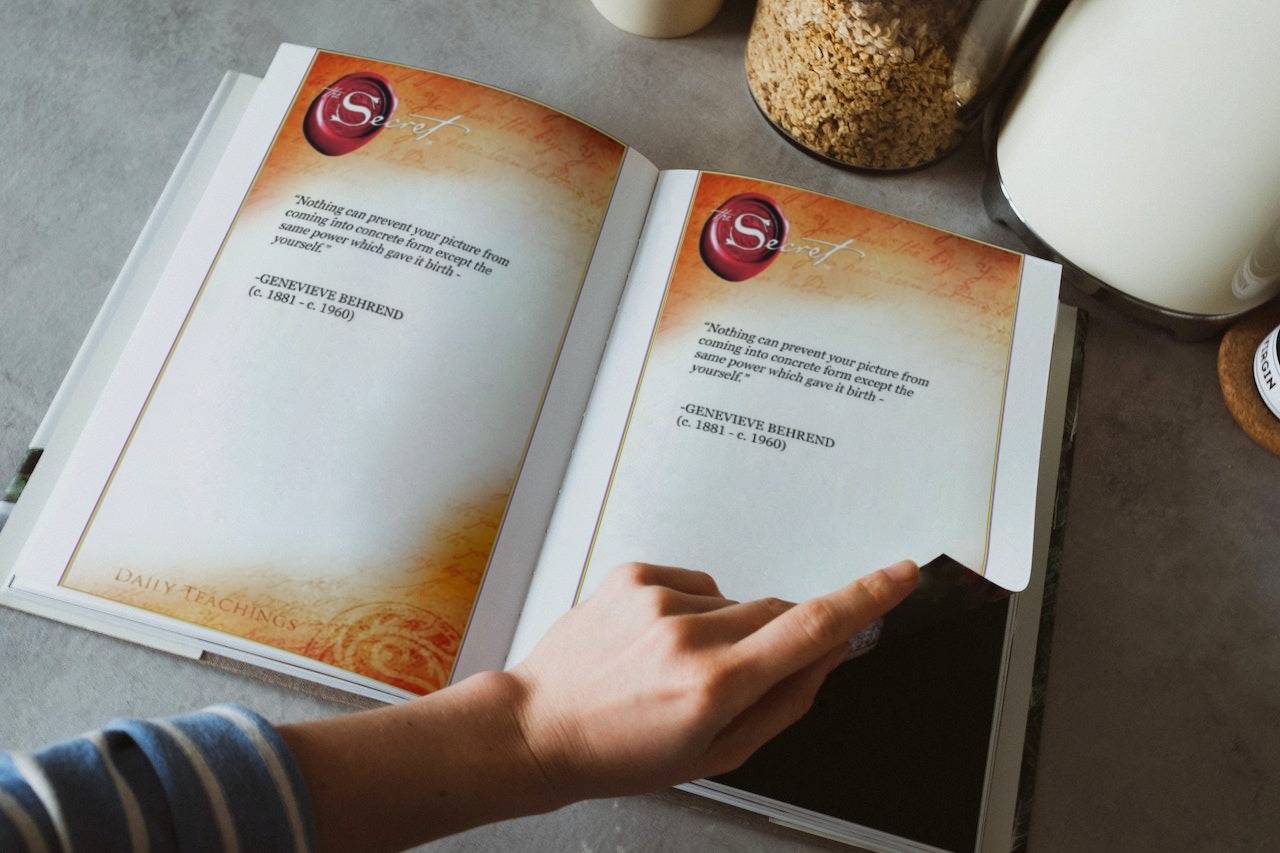 the Secret
"Nothing can prevent your picture from
coming into concrete form except the
same power which gave it birth -
yourself."
-GENEVIEVE BEHREND
(c. 1881 - c. 1960)
DAILY TEACHINGS
the Secret
"Nothing can prevent your picture from
coming into concrete form except the
same power which gave it birth -
yourself."
-GENEVIEVE BEHREND
(c. 1881 - c. 1960)